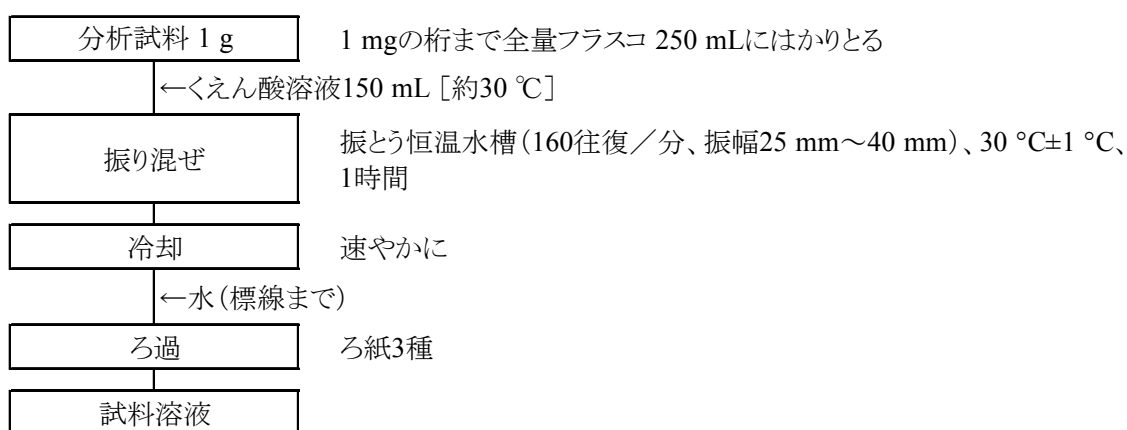 分析試料 1 g
1 mgの桁まで全量フラスコ 250 mLにはかりとる
←くえん酸溶液150 mL [約30 ℃]
振り混ぜ
振とう恒温水槽(160往復/分、振幅25 mm～40 mm)、30 °C±1 °C、
1時間
冷却
速やかに
←水(標線まで)
ろ過
ろ紙3種
試料溶液